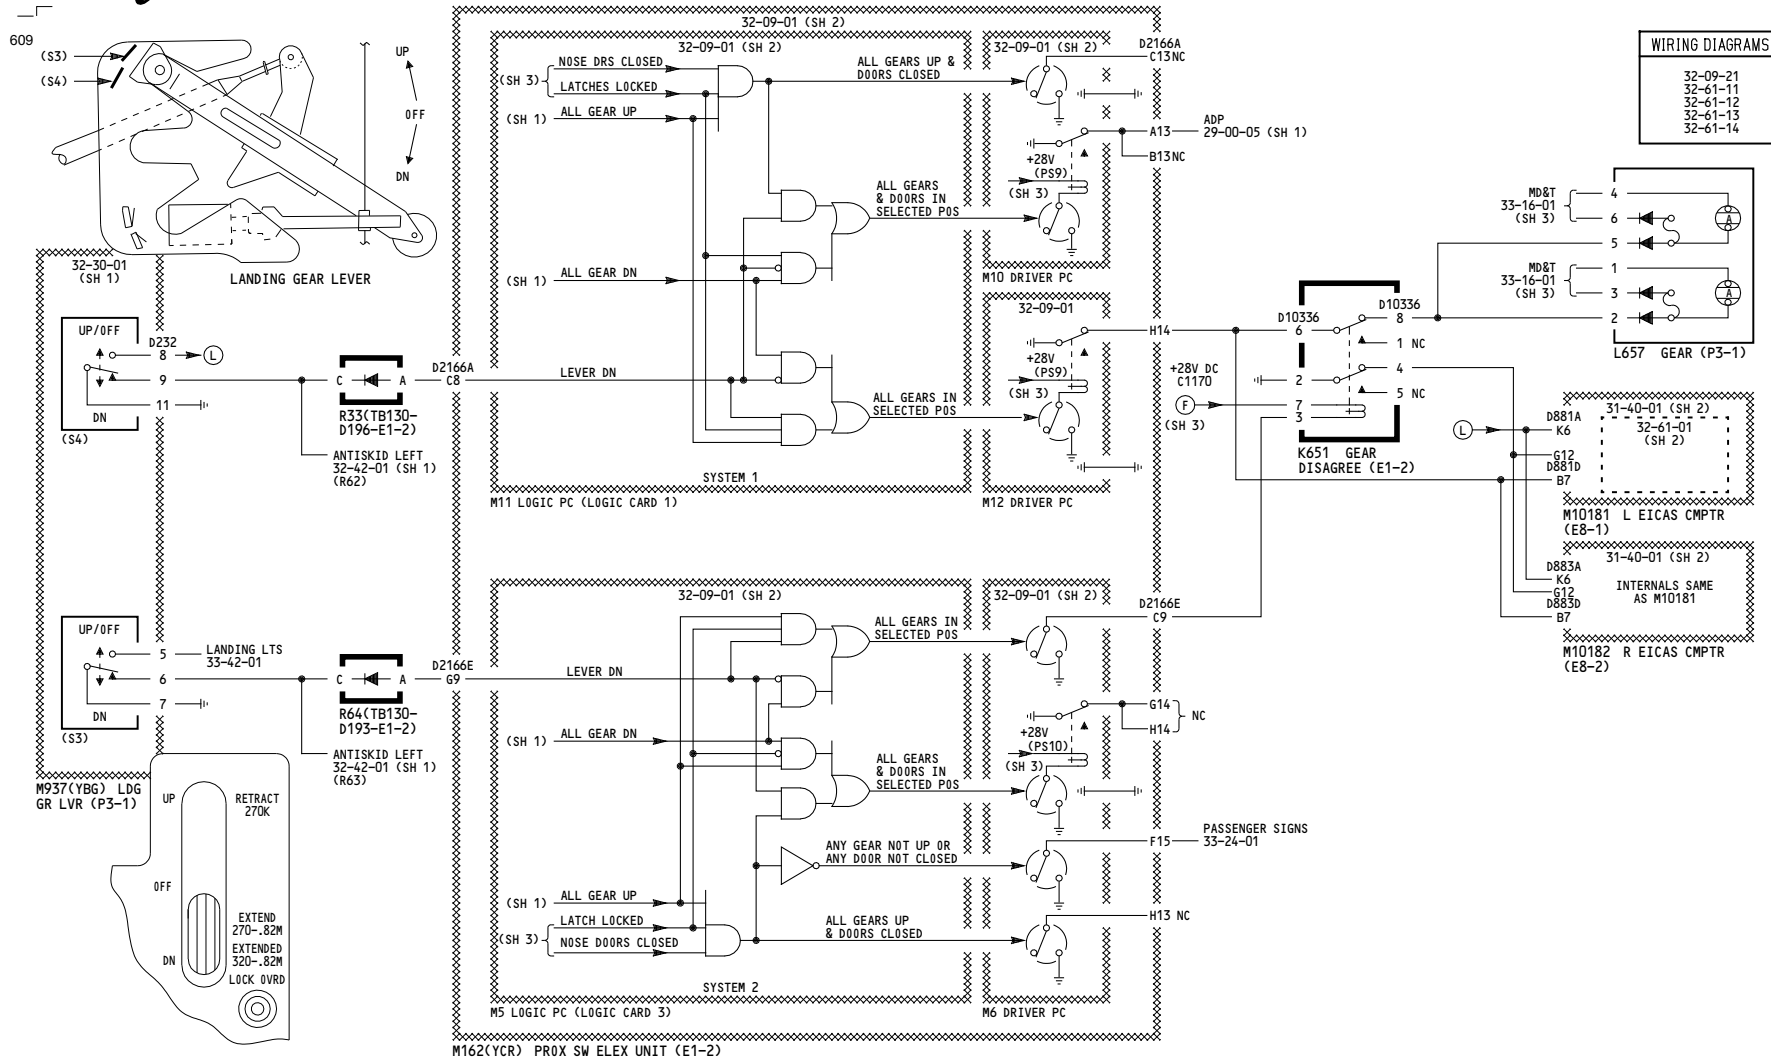 609
(S3)
(S4)
UP
OFF
DN
LANDING GEAR LEVER
32-30-01
(SH 1)
UP/OFF
DN
(S4)
D232
8
L
9
11
C
A
R33(TB130-
D196-E1-2)
D2166A
C8
ANTISKID LEFT
32-42-01 (SH 1)
(R62)
UP/OFF
DN
(S3)
5
LANDING LTS
33-42-01
6
7
C
A
R64(TB130-
D193-E1-2)
D2166E
G9
ANTISKID LEFT
32-42-01 (SH 1)
(R63)
M937(YBG) LDG
GR LVR (P3-1)
UP
RETRACT
270K
OFF
EXTEND
270-.82M
EXTENDED
320-.82M
DN
LOCK OVRD
32-09-01 (SH 2)
32-09-01 (SH 2)
NOSE DRS CLOSED
(SH 3)
LATCHES LOCKED
(SH 1)
ALL GEAR UP
ALL GEARS UP &
DOORS CLOSED
ALL GEARS
& DOORS IN
SELECTED POS
(SH 1)
ALL GEAR DN
LEVER DN
ALL GEARS IN
SELECTED POS
SYSTEM 1
M11 LOGIC PC (LOGIC CARD 1)
32-09-01 (SH 2)
D2166A
C13NC
A13
ADP
29-00-05 (SH 1)
B13NC
+28V
(PS9)
(SH 3)
M10 DRIVER PC
32-09-01
H14
+28V
(PS9)
(SH 3)
M12 DRIVER PC
32-09-01 (SH 2)
LEVER DN
(SH 1)
ALL GEAR DN
ALL GEARS IN
SELECTED POS
ALL GEARS
& DOORS IN
SELECTED POS
ANY GEAR NOT UP OR
ANY DOOR NOT CLOSED
(SH 1)
ALL GEAR UP
LATCH LOCKED
(SH 3)
NOSE DOORS CLOSED
ALL GEARS UP
& DOORS CLOSED
SYSTEM 2
M5 LOGIC PC (LOGIC CARD 3)
32-09-01 (SH 2)
D2166E
C9
G14
NC
H14
+28V
(PS10)
(SH 3)
F15
PASSENGER SIGNS
33-24-01
H13 NC
M6 DRIVER PC
M162(YCR) PROX SW ELEX UNIT (E1-2)
D10336
6
D10336
8
1 NC
4
2
5 NC
+28V DC
C1170
F
(SH 3)
7
3
K651 GEAR
DISAGREE (E1-2)
WIRING DIAGRAMS
32-09-21
32-61-11
32-61-12
32-61-13
32-61-14
MD&T
33-16-01
(SH 3)
4
6
5
A
MD&T
33-16-01
(SH 3)
1
3
2
A
L657 GEAR (P3-1)
L
D881A
K6
G12
D881D
B7
31-40-01 (SH 2)
32-61-01
(SH 2)
M10181 L EICAS CMPTR
(E8-1)
31-40-01 (SH 2)
D883A
K6
G12
D883D
B7
INTERNALS SAME
AS M10181
M10182 R EICAS CMPTR
(E8-2)